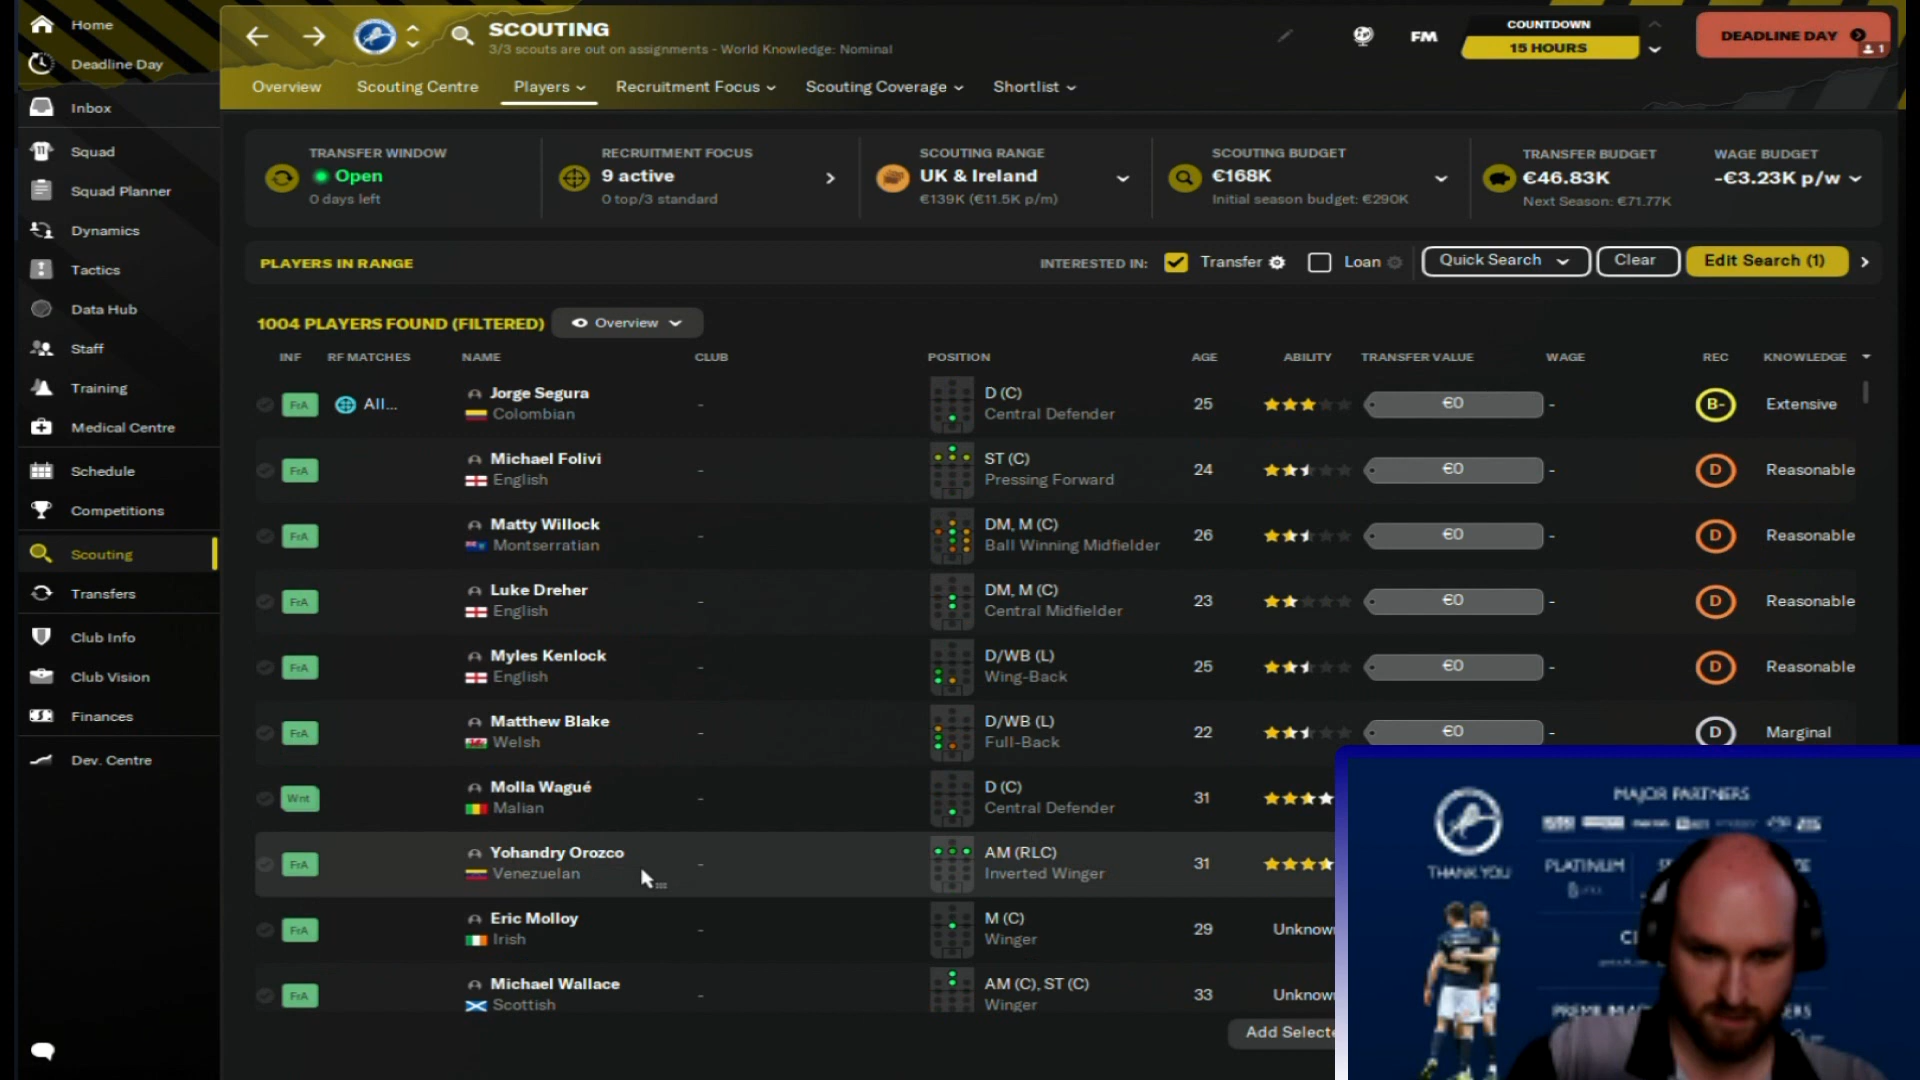 Home
Deadline Day
Inbox
Squad
Squad Planner
Dynamics
Tactics
Data Hub
Staff
Training
Medical Centre
Schedule
Competitions
Scouting
Transfers
Club Info
Club Vision
Finances
Dev. Centre
SCOUTING
3/3 scouts are out on assignments - World Knowledge: Nominal
FM
COUNTDOWN
15 HOURS
DEADLINE DAY
1
Overview Scouting Centre Players Recruitment Focus Scouting Coverage Shortlist
TRANSFER WINDOW
Open
0 days left
RECRUITMENT FOCUS
9 active
0 top/3 standard
SCOUTING RANGE
UK & Ireland
€139K (€11.5K p/m)
SCOUTING BUDGET
€168K
Initial season budget: €290K
TRANSFER BUDGET
€46.83K
Next Season: €71.77K
WAGE BUDGET
-€3.23K p/w
PLAYERS IN RANGE
INTERESTED IN: Transfer Loan Quick Search Clear Edit Search (1)
1004 PLAYERS FOUND (FILTERED) Overview
INF RF MATCHES NAME CLUB POSITION AGE ABILITY TRANSFER VALUE WAGE REC KNOWLEDGE
FrA All... Jorge Segura - D (C) 25 €0 - B- Extensive
Colombian Central Defender
FrA Michael Folivi - ST (C) 24 €0 - D Reasonable
English Pressing Forward
FrA Matty Willock - DM, M (C) 26 €0 - D Reasonable
Montserratian Ball Winning Midfielder
FrA Luke Dreher - DM, M (C) 23 €0 - D Reasonable
English Central Midfielder
FrA Myles Kenlock - D/WB (L) 25 €0 - D Reasonable
English Wing-Back
FrA Matthew Blake - D/WB (L) 22 €0 - D Marginal
Welsh Full-Back
Wnt Molla Wagué - D (C) 31
Malian Central Defender
FrA Yohandry Orozco - AM (RLC) 31
Venezuelan Inverted Winger
FrA Eric Molloy - M (C) 29 Unknown
Irish Winger
FrA Michael Wallace - AM (C), ST (C) 33 Unknown
Scottish Winger
Add Selecte
MAJOR PARTNERS
THANK YOU
PLATINUM